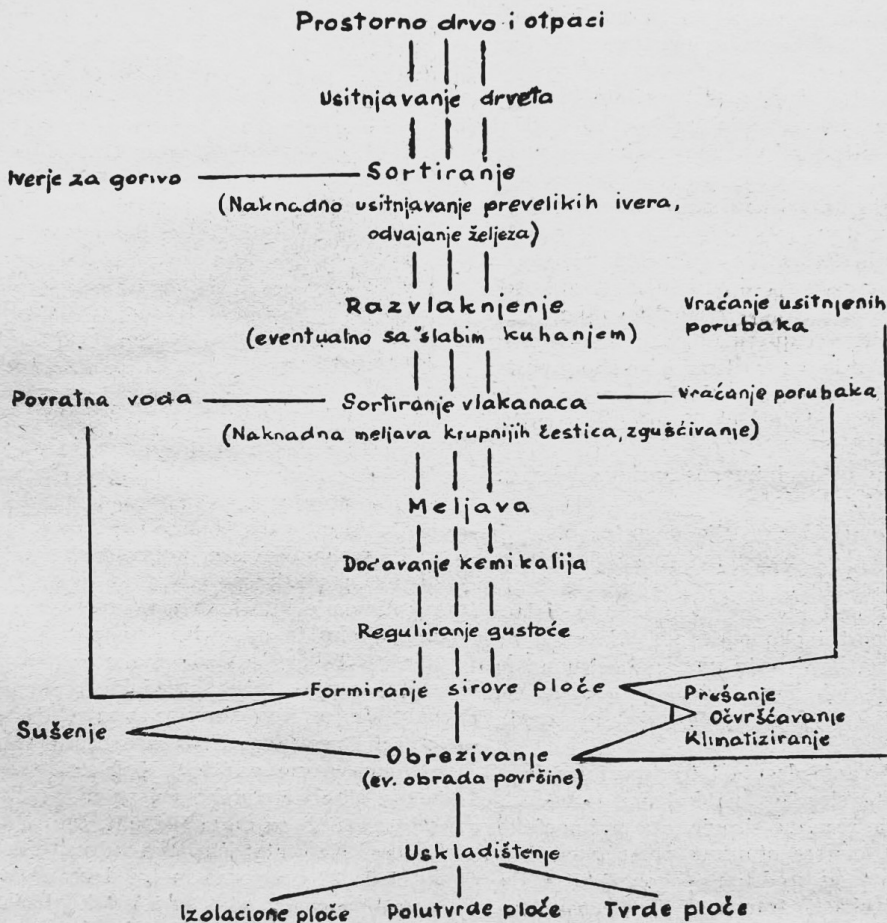 Prostorno drvo i otpaci
Usitnjavanje drveta
Iverje za gorivo
Sortiranje
(Naknadno usitnjavanje prevelikih ivera,
odvajanje željeza)
Razvlaknjenje
(eventualno sa slabim kuhanjem)
Vraćanje usitnjenih
porubaka
Povratna voda
Sortiranje vlakanaca
Vraćanje porubaka
(Naknadna meljava krupnijih čestica, zgušćivanje)
Meljava
Dodavanje kemikalija
Reguliranje gustoće
Formiranje sirove ploče
Prešanje
Očvršćavanje
Klimatiziranje
Sušenje
Obrezivanje
(ev. obrada površine)
Uskladištenje
Izolacione ploče Polutvrde ploče Tvrde ploče